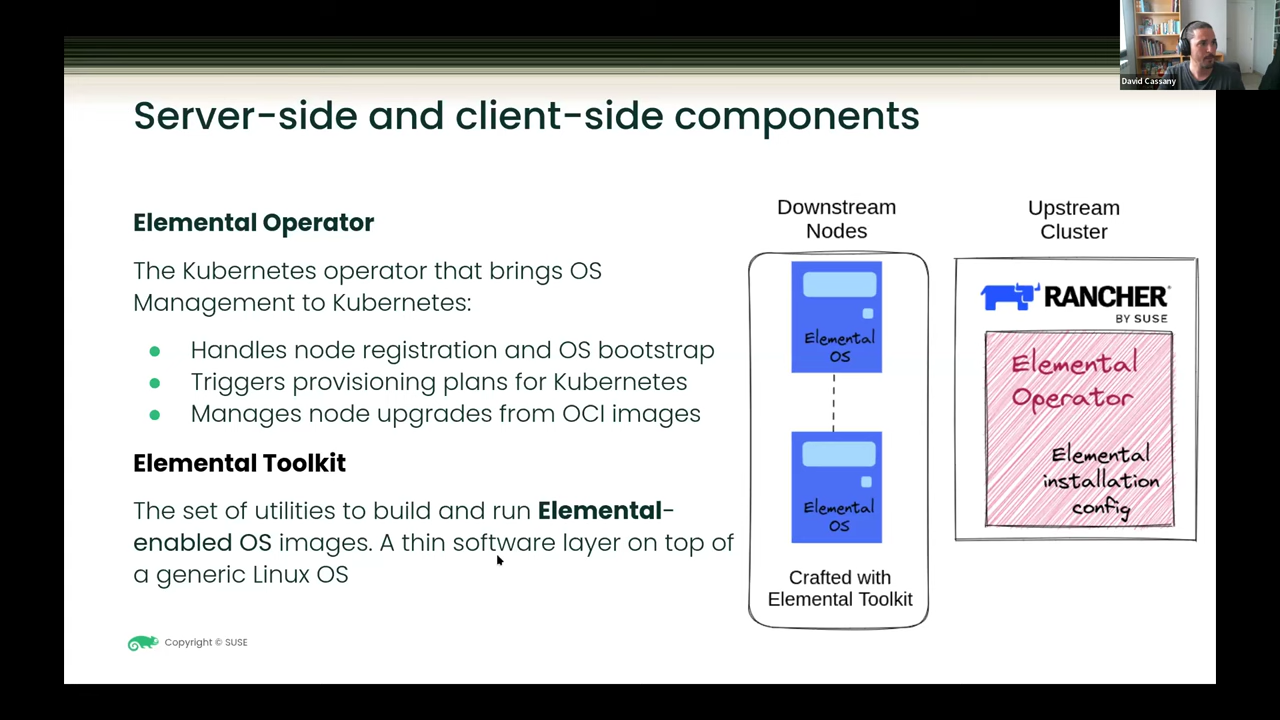 David Cassany
Server-side and client-side components
Elemental Operator
The Kubernetes operator that brings OS
Management to Kubernetes:
● Handles node registration and OS bootstrap
● Triggers provisioning plans for Kubernetes
● Manages node upgrades from OCI images
Elemental Toolkit
The set of utilities to build and run Elemental-
enabled OS images. A thin software layer on top of
a generic Linux OS
Downstream
Nodes
Elemental
OS
Elemental
OS
Crafted with
Elemental Toolkit
Upstream
Cluster
RANCHER®
BY SUSE
Elemental
Operator
Elemental
installation
config
Copyright © SUSE